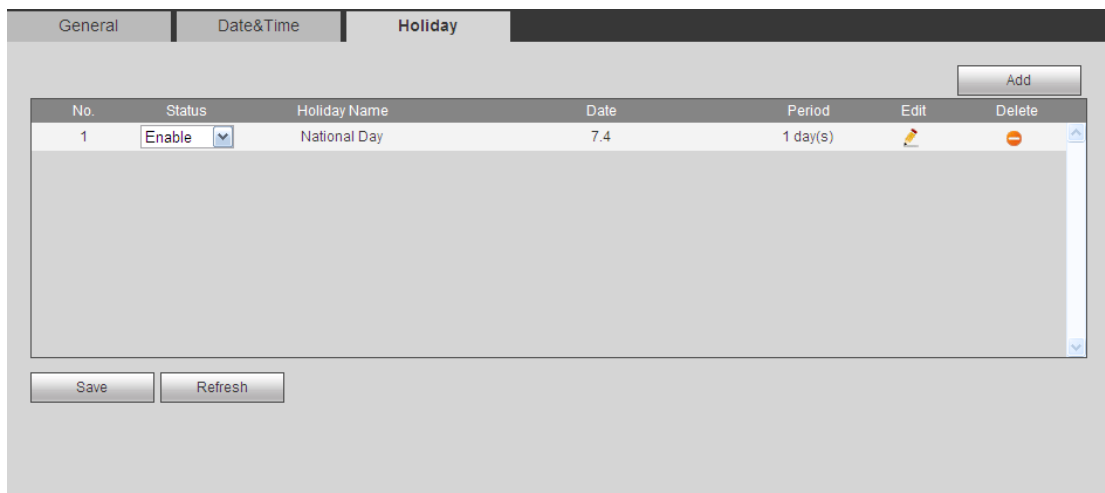 General Date&Time Holiday
Add
No. Status Holiday Name Date Period Edit Delete
1 Enable National Day 7.4 1 day(s)
Save Refresh